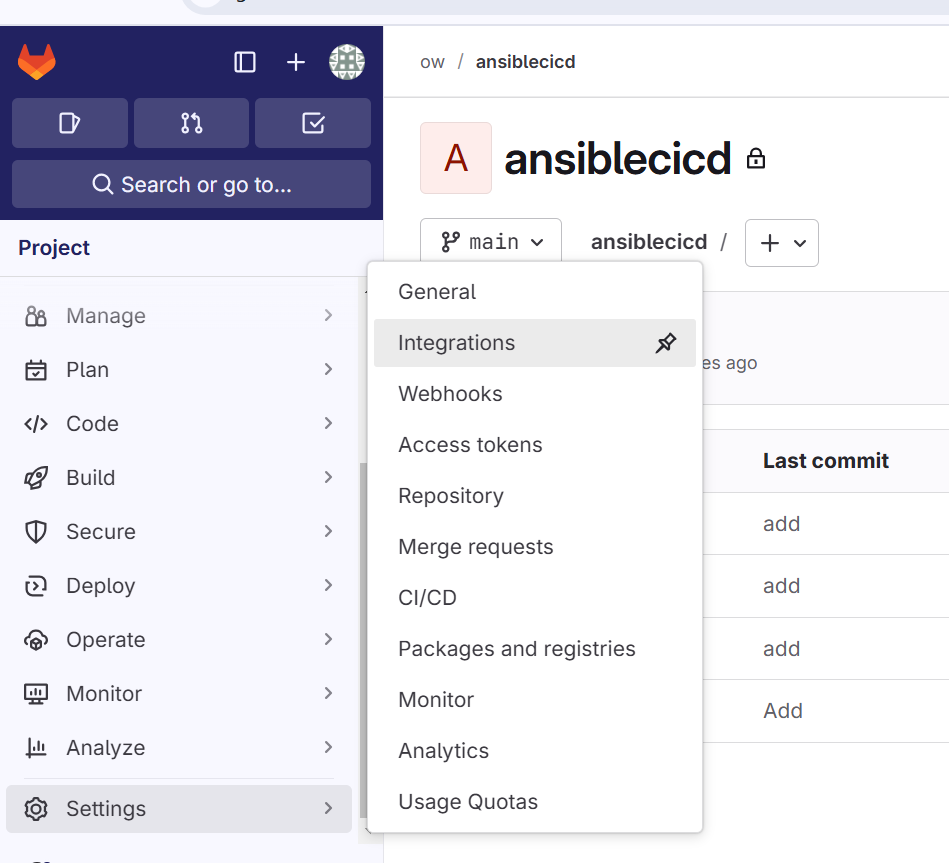 ow / ansiblecicd
A ansiblecicd
Search or go to...
Project
main
ansiblecicd /
Manage
Plan
Code
Build
Secure
Deploy
Operate
Monitor
Analyze
Settings
General
Integrations
Webhooks
Access tokens
Repository
Merge requests
CI/CD
Packages and registries
Monitor
Analytics
Usage Quotas
ago
Last commit
add
add
add
Add